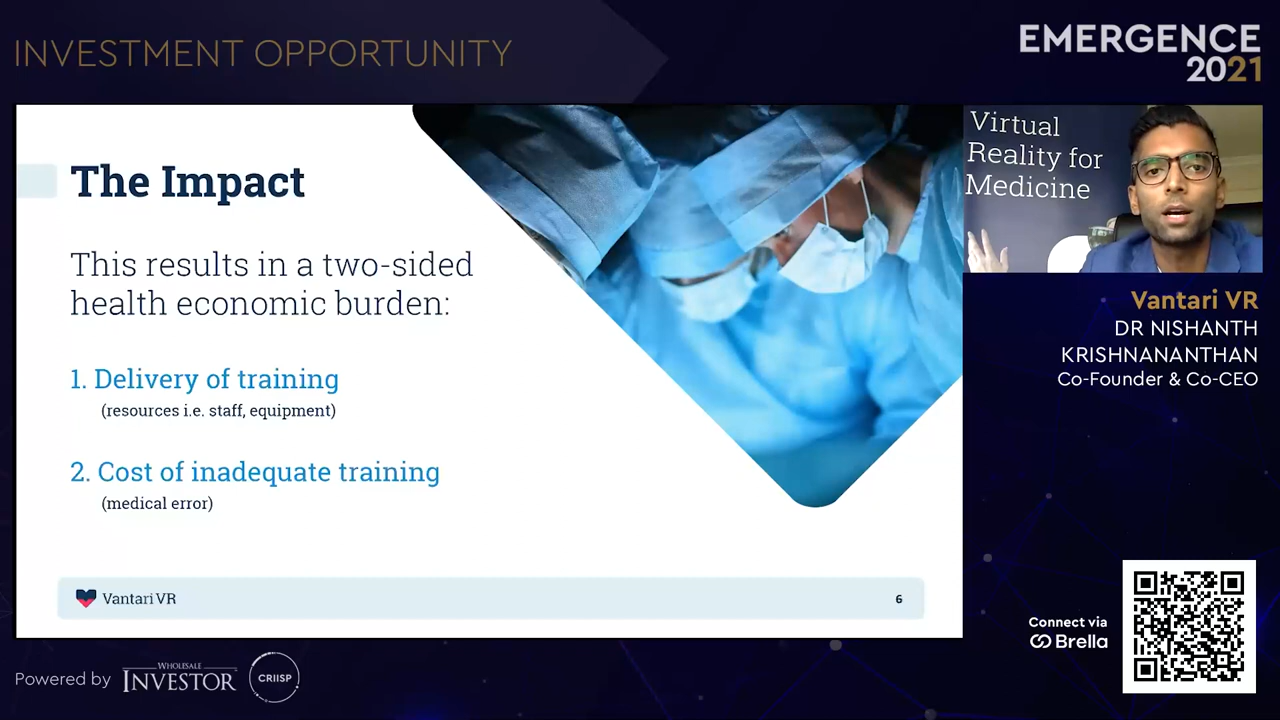 INVESTMENT OPPORTUNITY
EMERGENCE
2021
The Impact
This results in a two-sided
health economic burden:
1. Delivery of training
(resources i.e. staff, equipment)
2. Cost of inadequate training
(medical error)
Vantari VR
6
Virtual
Reality for
Medicine
Vantari VR
DR NISHANTH
KRISHNANANTHAN
Co-Founder & Co-CEO
Connect via
Brella
Powered by
WHOLESALE
INVESTOR
CRIISP